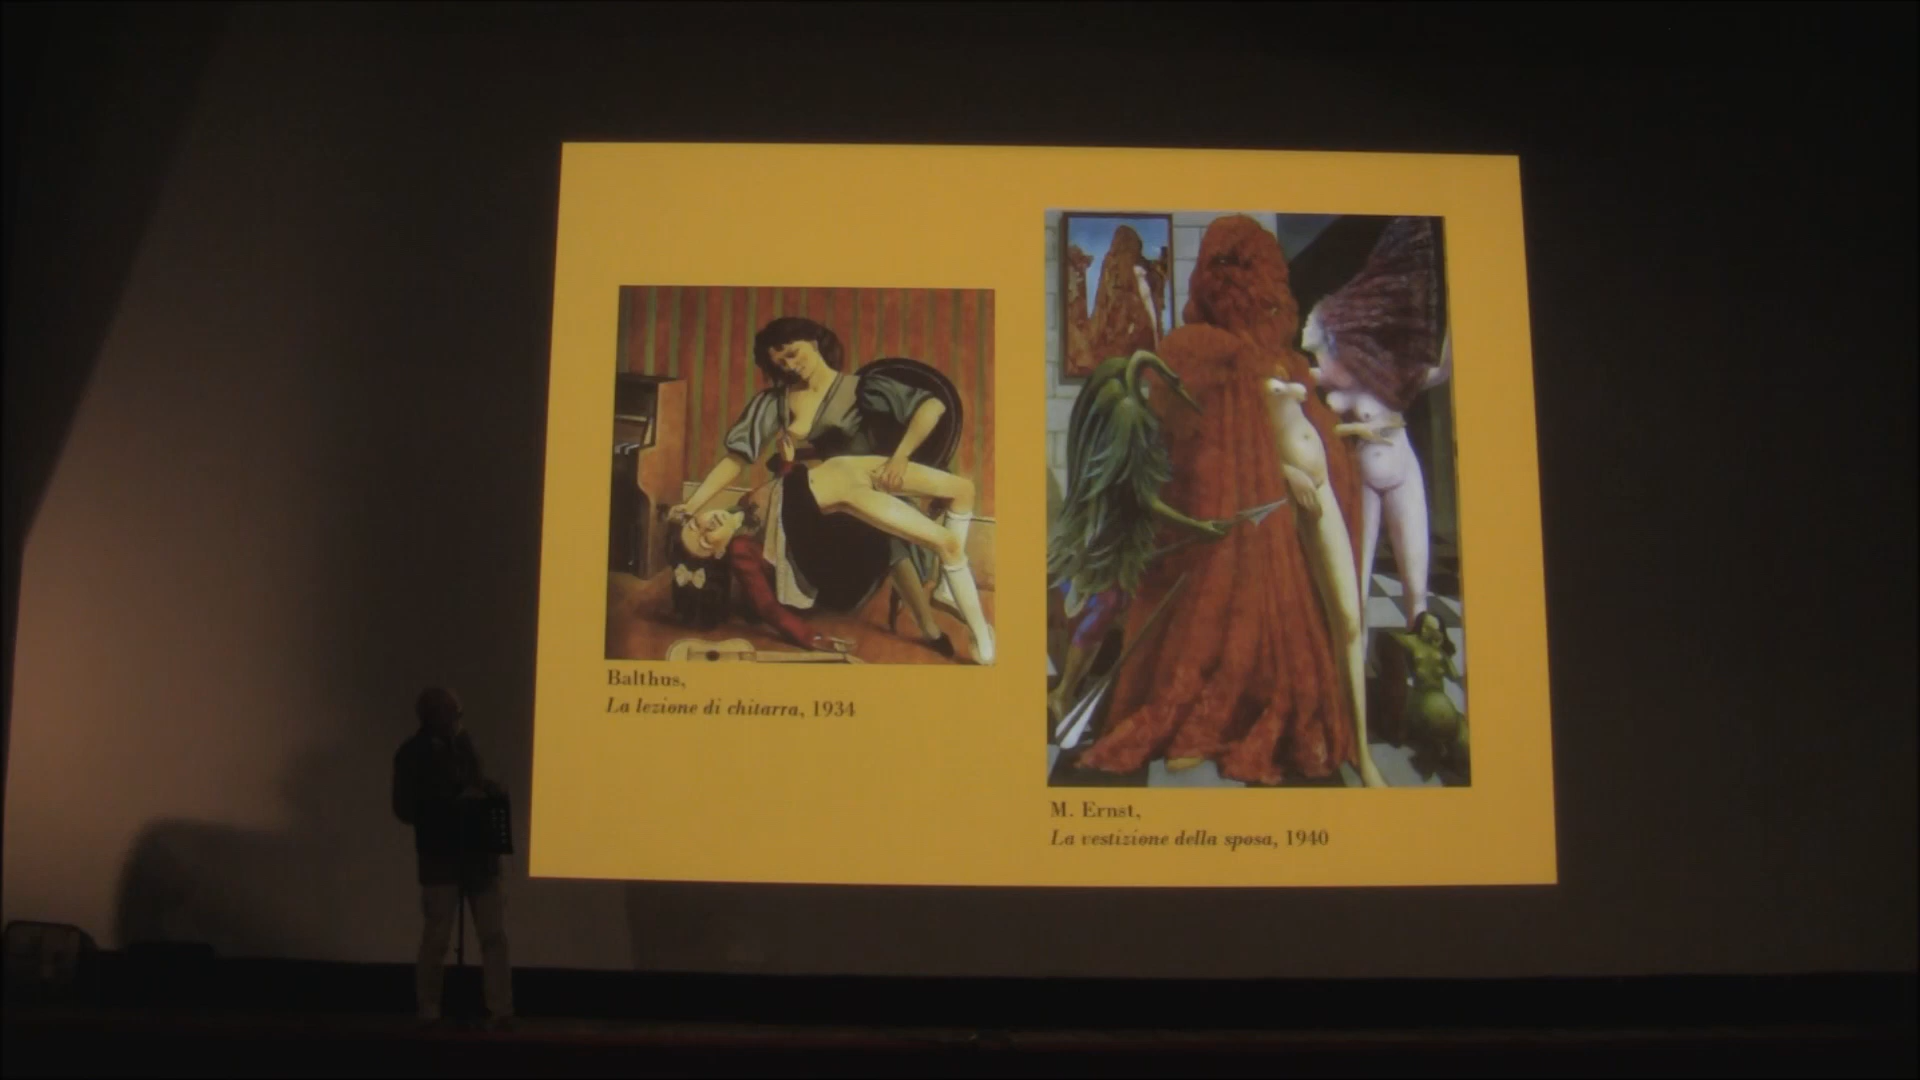 Balthus,
La lezione di chitarra, 1934
M. Ernst,
La vestizione della sposa, 1940